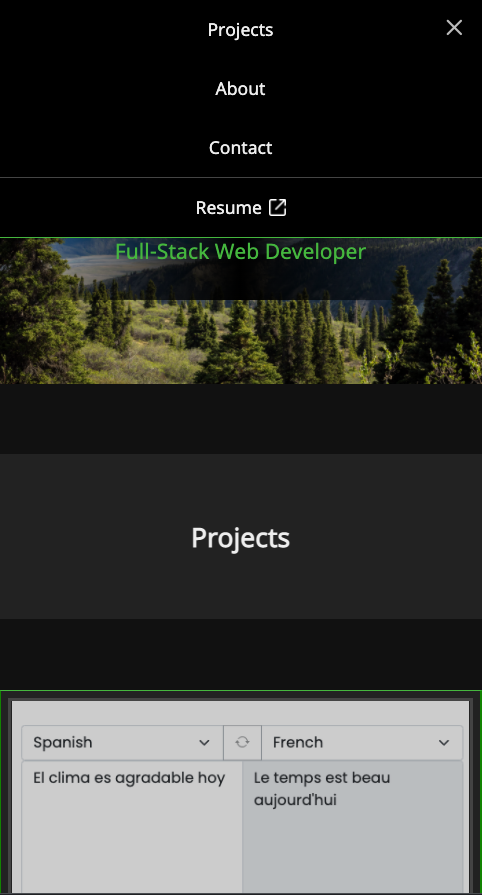 Projects
About
Contact
Resume
Full-Stack Web Developer
Projects
Spanish
French
El clima es agradable hoy
Le temps est beau
aujourd'hui